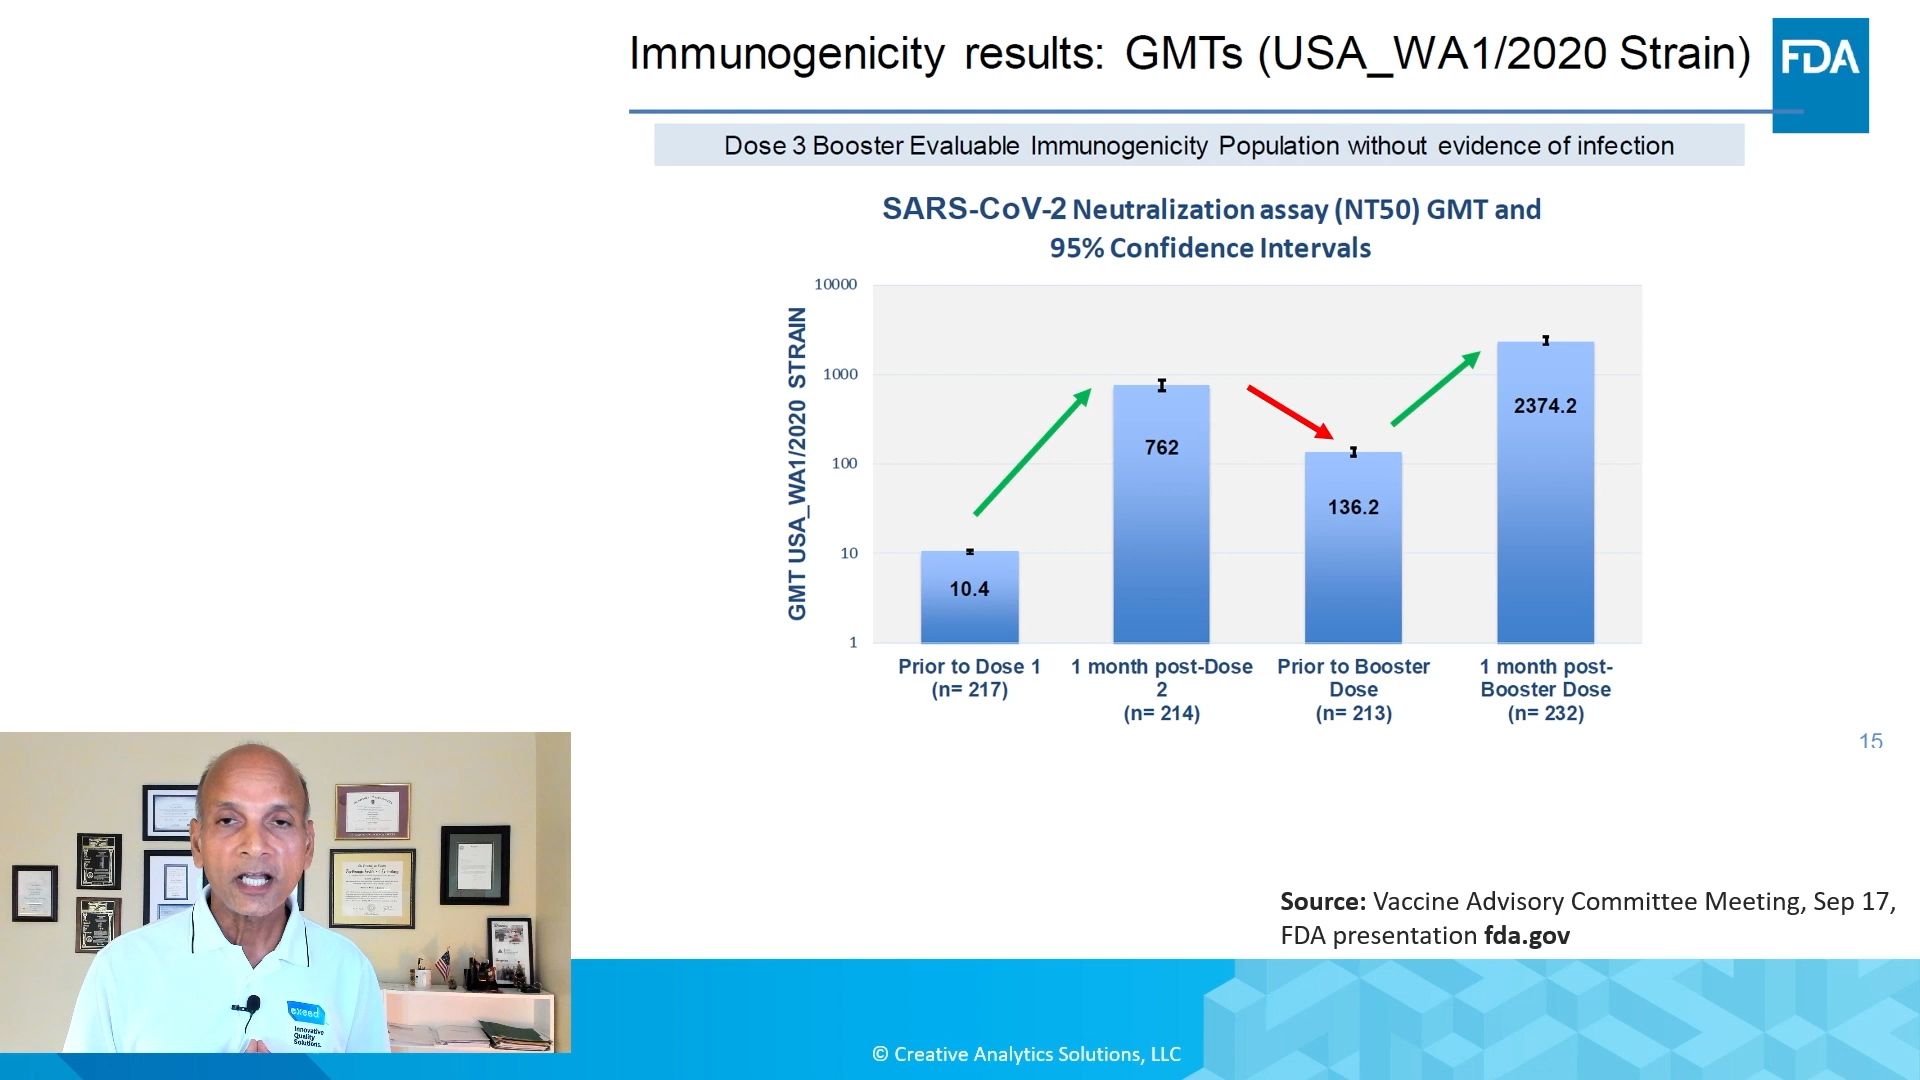 Immunogenicity results: GMTs (USA_WA1/2020 Strain)
FDA
Dose 3 Booster Evaluable Immunogenicity Population without evidence of infection
SARS-CoV-2 Neutralization assay (NT50) GMT and
95% Confidence Intervals
GMT USA_WA1/2020 STRAIN
10000
1000
100
10
1
10.4
762
136.2
2374.2
Prior to Dose 1
(n= 217)
1 month post-Dose
2
(n= 214)
Prior to Booster
Dose
(n= 213)
1 month post-
Booster Dose
(n= 232)
15
Source: Vaccine Advisory Committee Meeting, Sep 17,
FDA presentation fda.gov
exeed
Innovative
Quality
Solutions.
© Creative Analytics Solutions, LLC